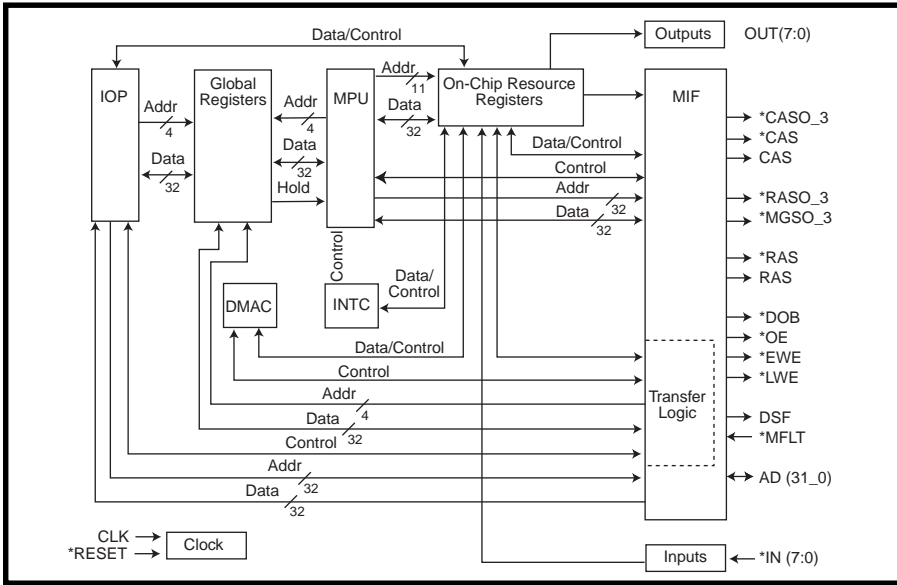 Data/Control
Outputs
OUT(7:0)
IOP
Global
Registers
MPU
On-Chip Resource
Registers
MIF
Addr
4
Data
32
Addr
4
Data
32
Hold
Addr
11
Data
32
Data/Control
Control
Addr
32
Data
32
Control
Data/
Control
DMAC
INTC
Data/Control
Control
Addr
4
Data
32
Control
Addr
32
Data
32
Transfer
Logic
*CASO_3
*CAS
CAS
*RASO_3
*MGSO_3
*RAS
RAS
*DOB
*OE
*EWE
*LWE
DSF
*MFLT
AD (31_0)
CLK
*RESET
Clock
Inputs
*IN (7:0)